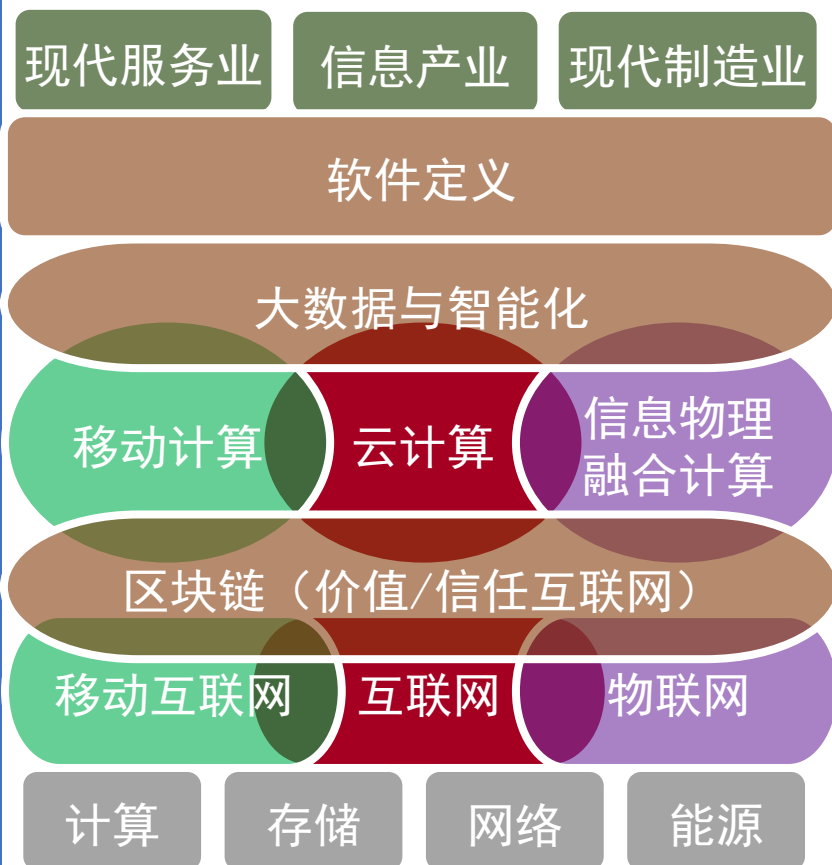 现代服务业
信息产业
现代制造业
软件定义
大数据与智能化
移动计算
云计算
信息物理
融合计算
区块链（价值/信任互联网）
移动互联网
互联网
物联网
计算
存储
网络
能源